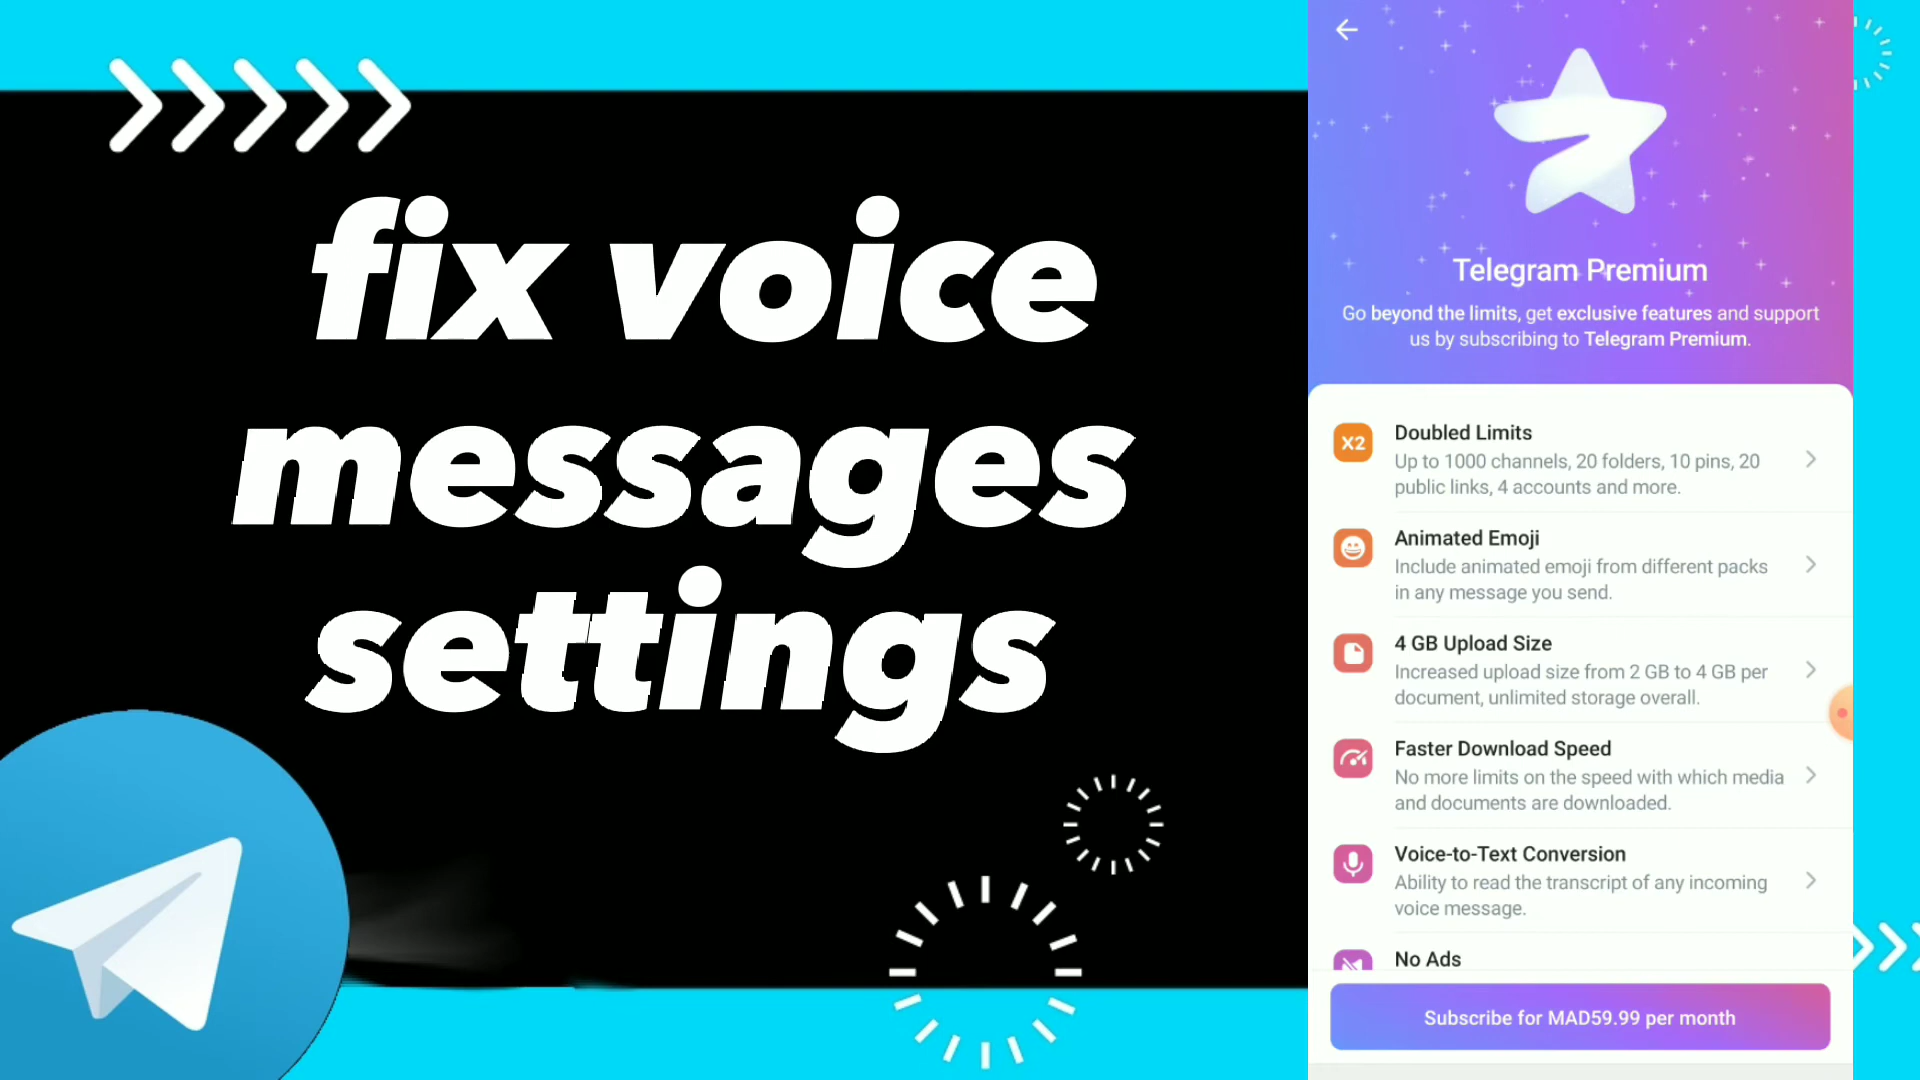 fix voice
messages
settings
Telegram Premium
Go beyond the limits, get exclusive features and support
us by subscribing to Telegram Premium.
X2
Doubled Limits
Up to 1000 channels, 20 folders, 10 pins, 20
public links, 4 accounts and more.
Animated Emoji
Include animated emoji from different packs
in any message you send.
4 GB Upload Size
Increased upload size from 2 GB to 4 GB per
document, unlimited storage overall.
Faster Download Speed
No more limits on the speed with which media
and documents are downloaded.
Voice-to-Text Conversion
Ability to read the transcript of any incoming
voice message.
No Ads
Subscribe for MAD59.99 per month